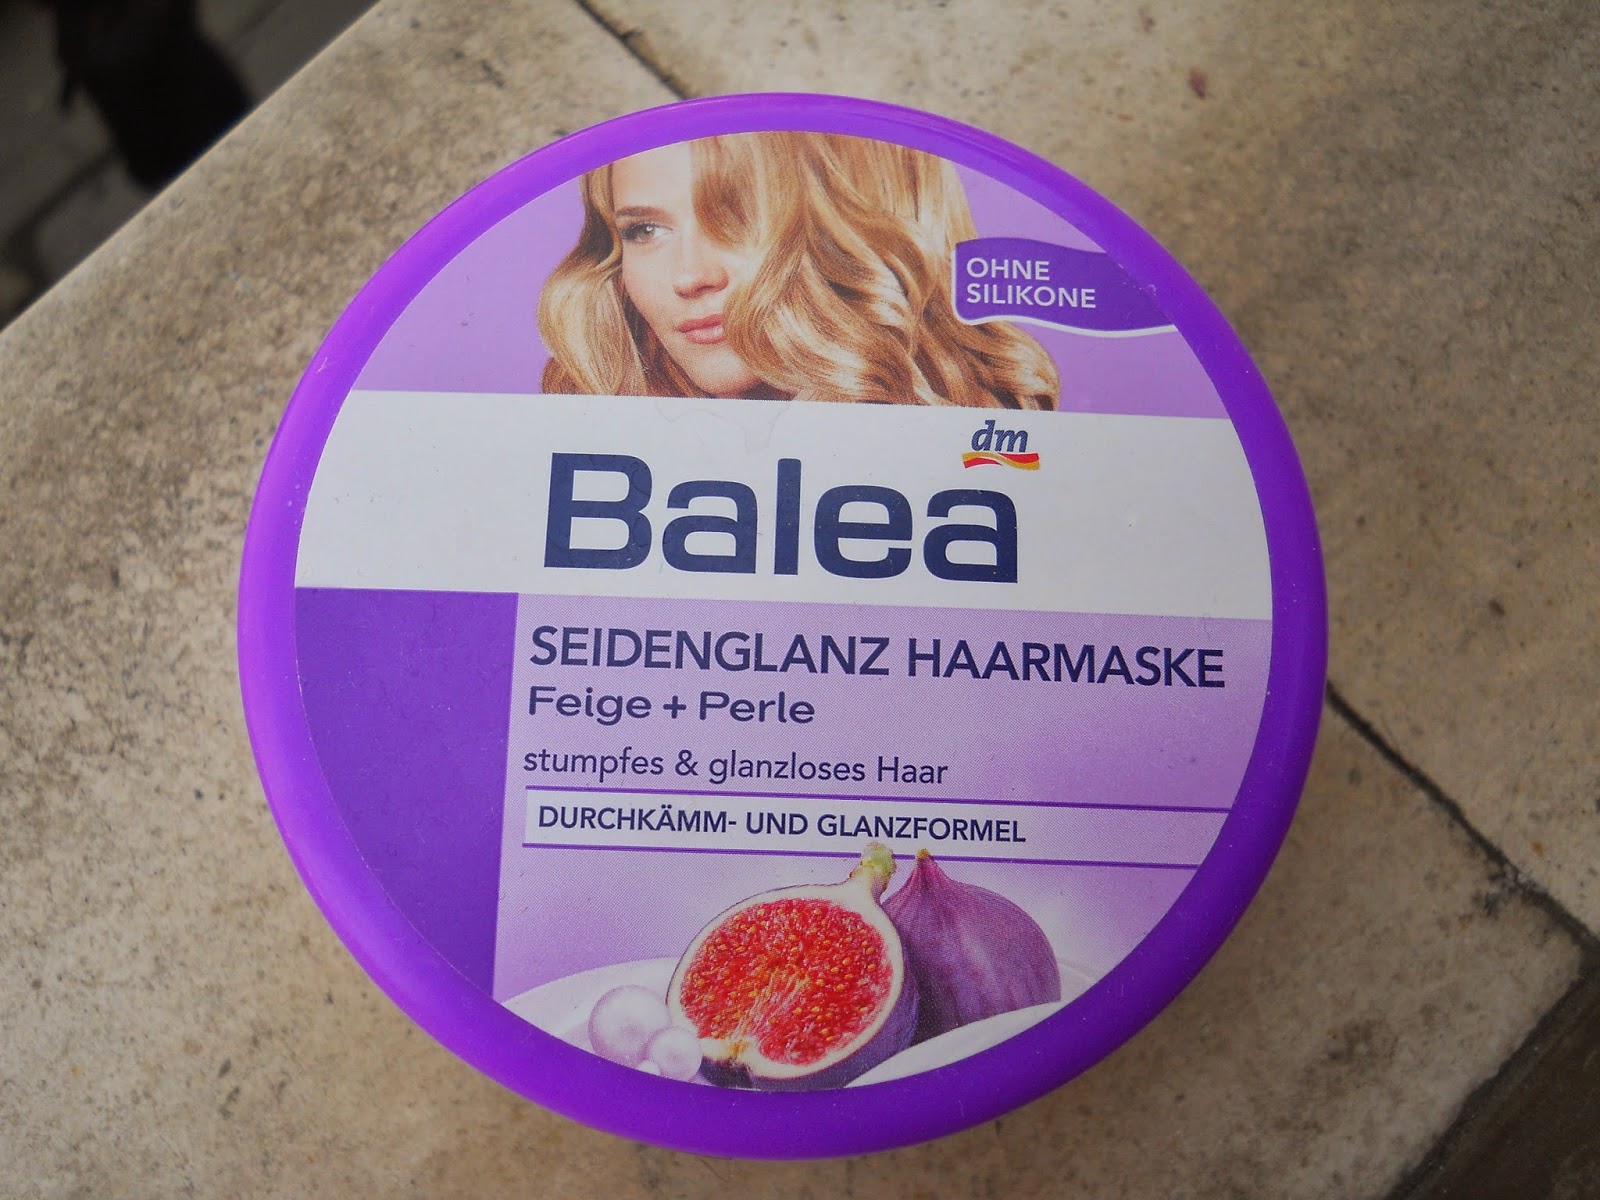 OHNE
SILIKONE
dm
Balea
SEIDENGLANZ HAARMASKE
Feige + Perle
stumpfes & glanzloses Haar
DURCHKÄMM- UND GLANZFORMEL